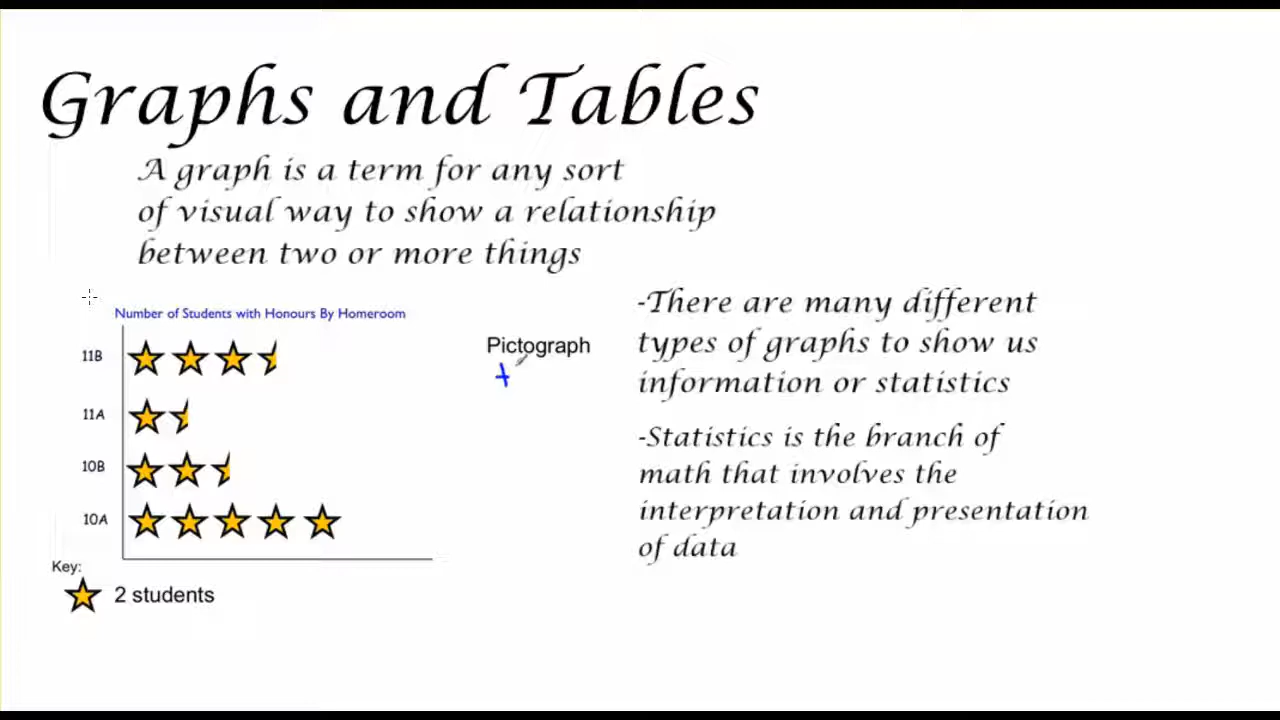 Graphs and Tables
A graph is a term for any sort
of visual way to show a relationship
between two or more things
Number of Students with Honours By Homeroom
11B
11A
10B
10A
Key:
2 students
Pictograph
-There are many different
types of graphs to show us
information or statistics
-Statistics is the branch of
math that involves the
interpretation and presentation
of data